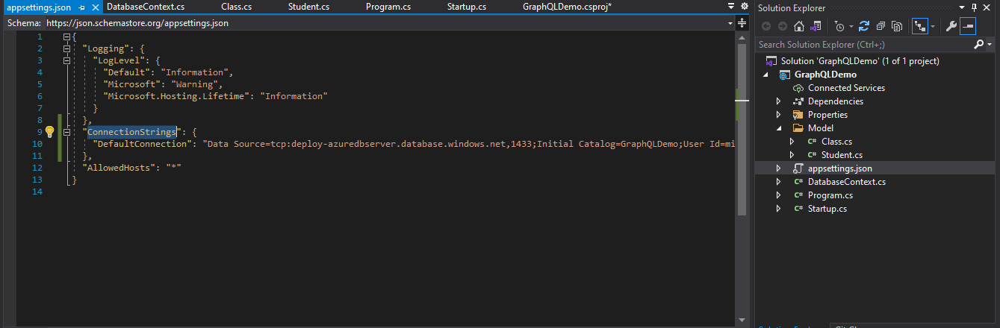 appsettings.json
DatabaseContext.cs
Class.cs
Student.cs
Program.cs
Startup.cs
GraphQLDemo.csproj*
Schema: https://json.schemastore.org/appsettings.json
1 {
2 "Logging": {
3 "LogLevel": {
4 "Default": "Information",
5 "Microsoft": "Warning",
6 "Microsoft.Hosting.Lifetime": "Information"
7 }
8 },
9 "ConnectionStrings": {
10 "DefaultConnection": "Data Source=tcp:deploy-azuredbserver.database.windows.net,1433;Initial Catalog=GraphQLDemo;User Id=mi
11 },
12 "AllowedHosts": "*"
13 }
14
Solution Explorer
Search Solution Explorer (Ctrl+;)
Solution 'GraphQLDemo' (1 of 1 project)
GraphQLDemo
Connected Services
Dependencies
Properties
Model
C# Class.cs
C# Student.cs
appsettings.json
C# DatabaseContext.cs
C# Program.cs
C# Startup.cs